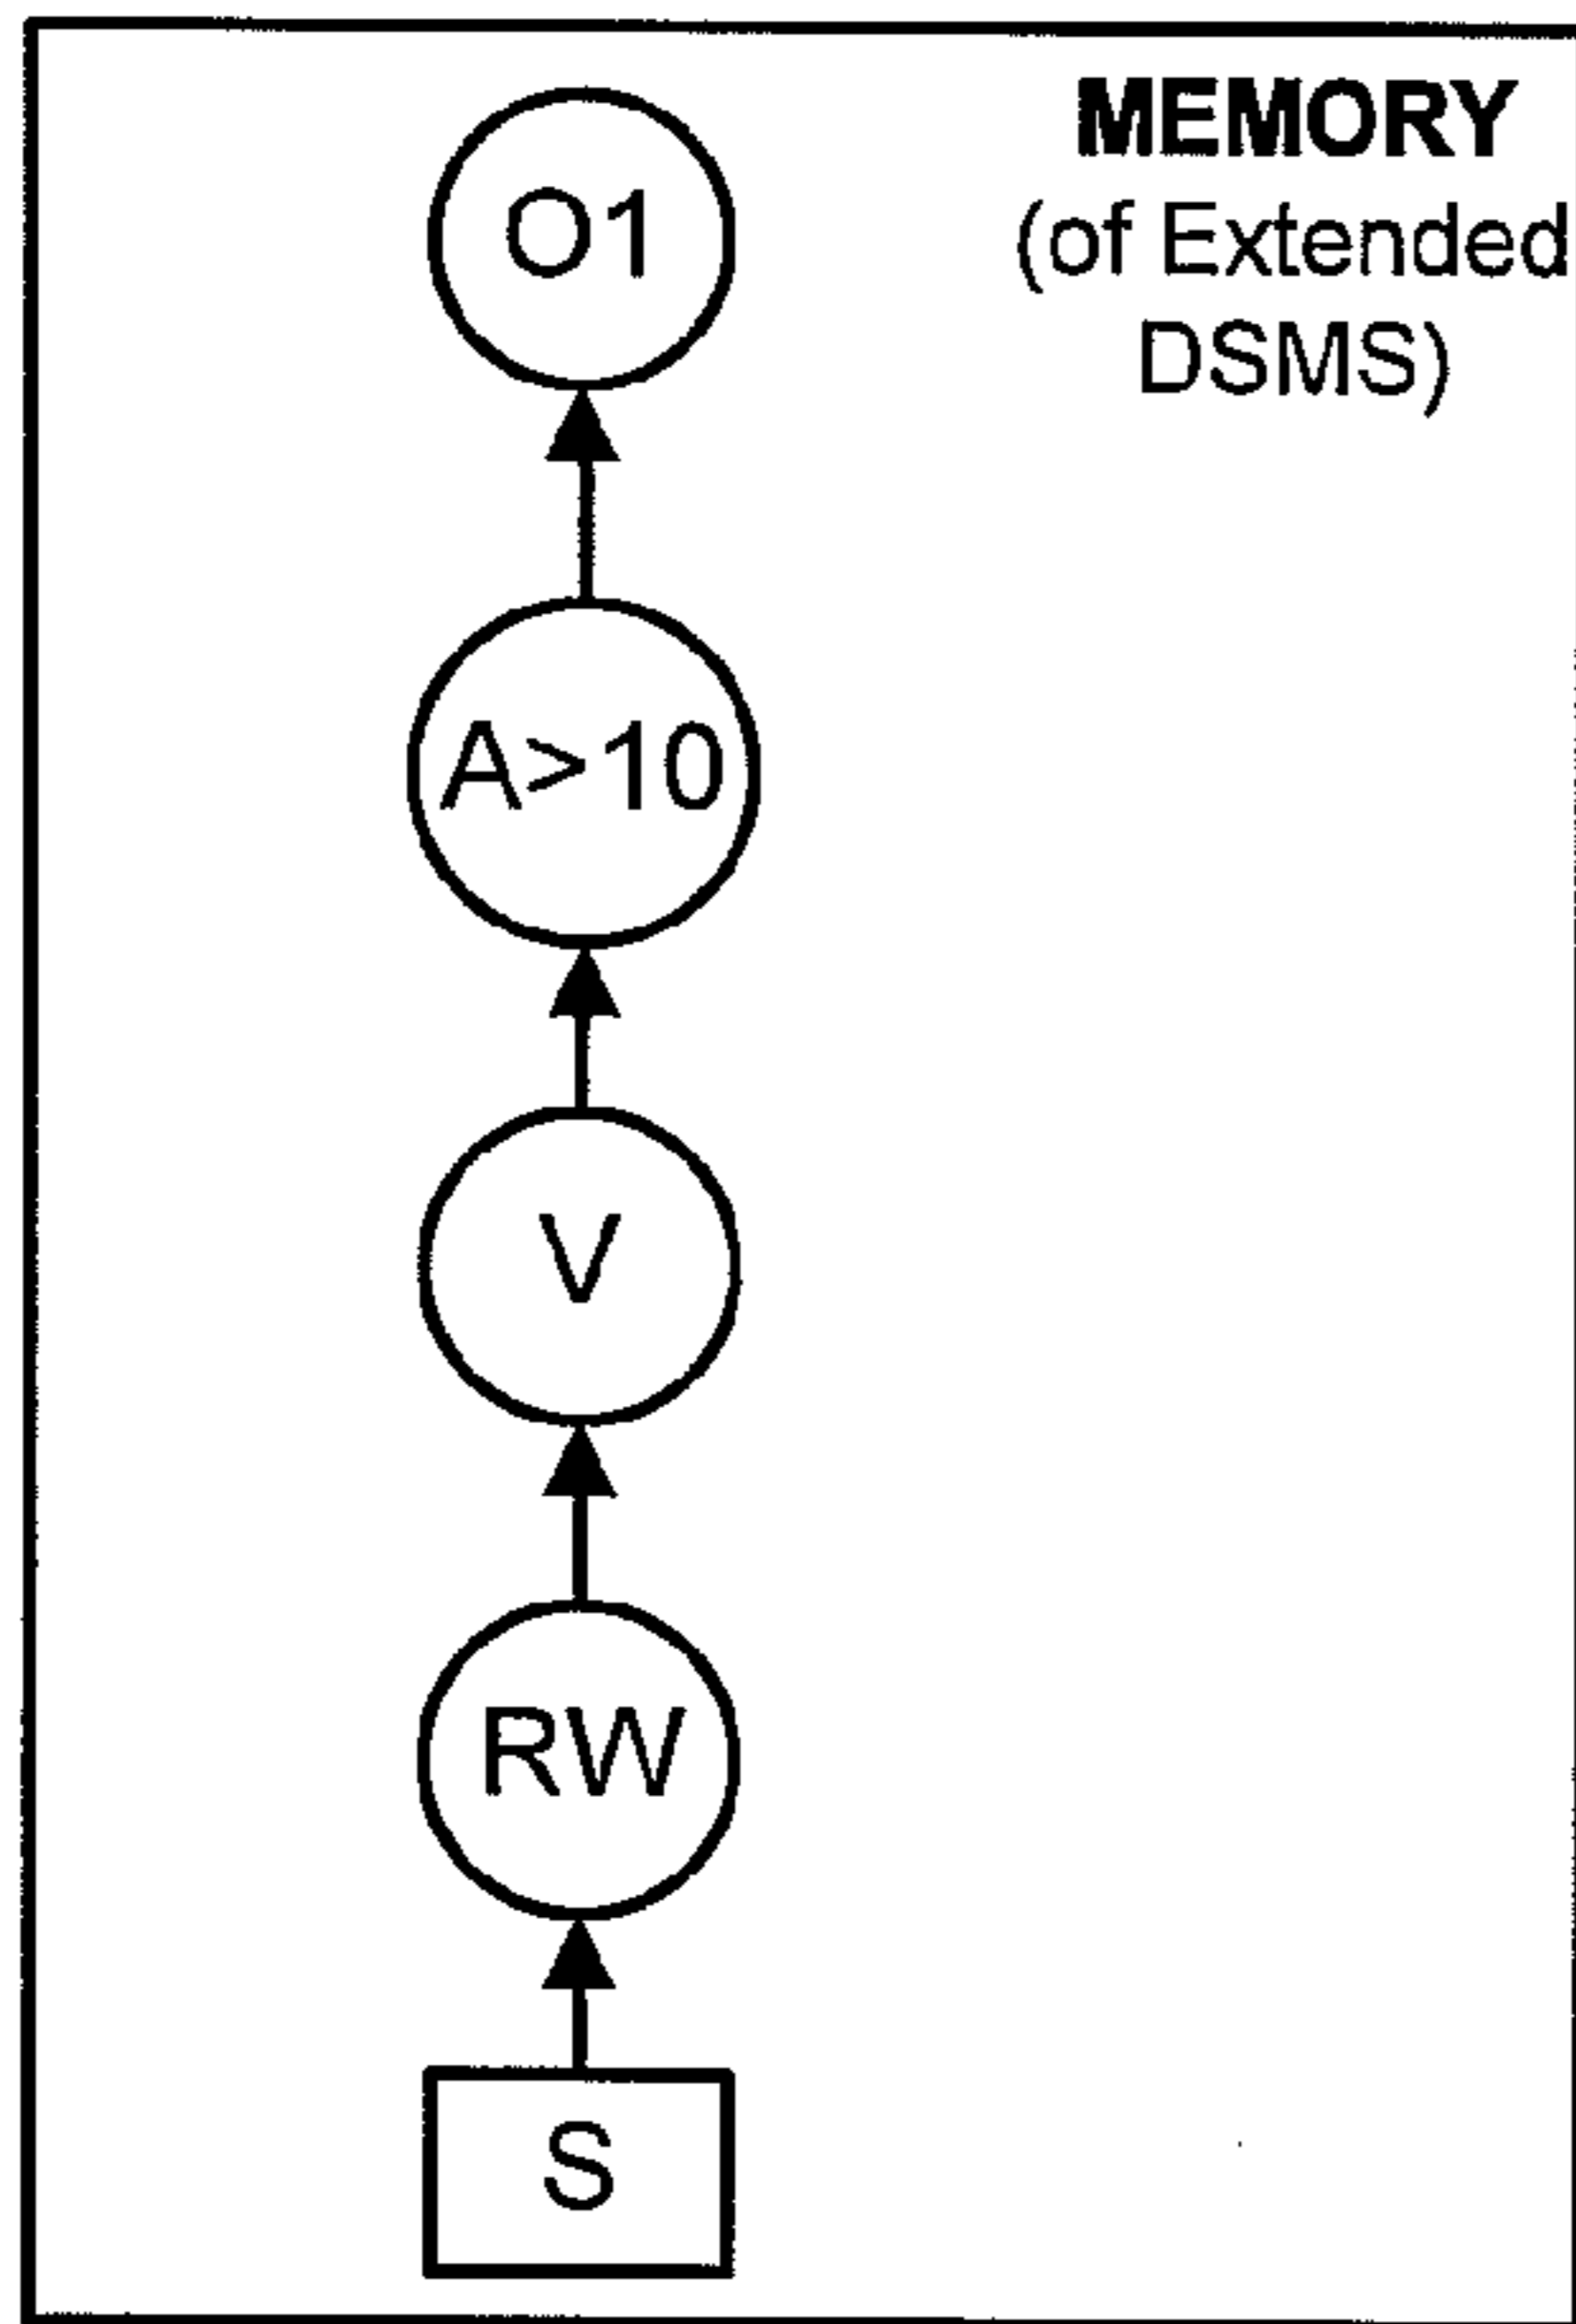 MEMORY
(of Extended
DSMS)
O1
A>10
V
RW
S